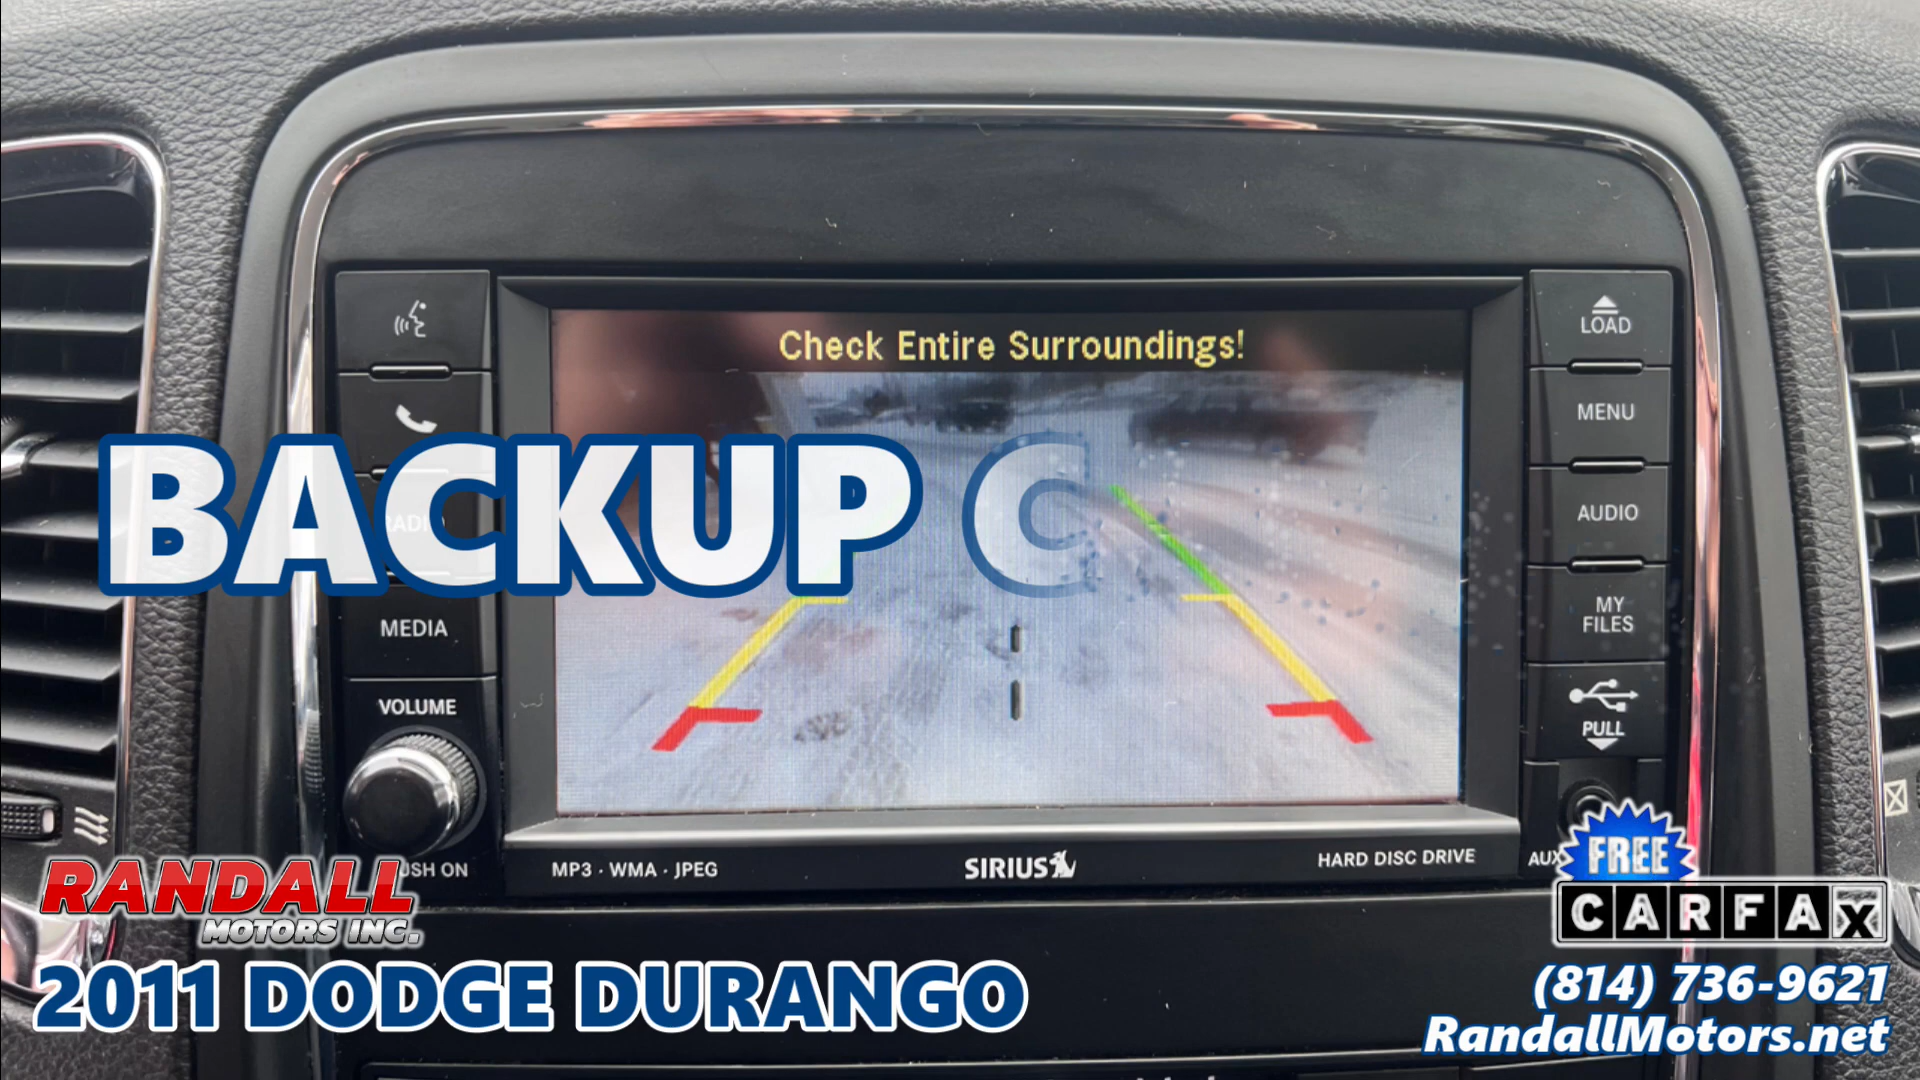 Check Entire Surroundings!
LOAD
MENU
AUDIO
MY
FILES
PULL
BACKUP C
MEDIA
VOLUME
USH ON
MP3 · WMA · JPEG
SIRIUS
HARD DISC DRIVE
AUX
FREE
CARFAX
RANDALL
MOTORS INC.
2011 DODGE DURANGO
(814) 736-9621
RandallMotors.net